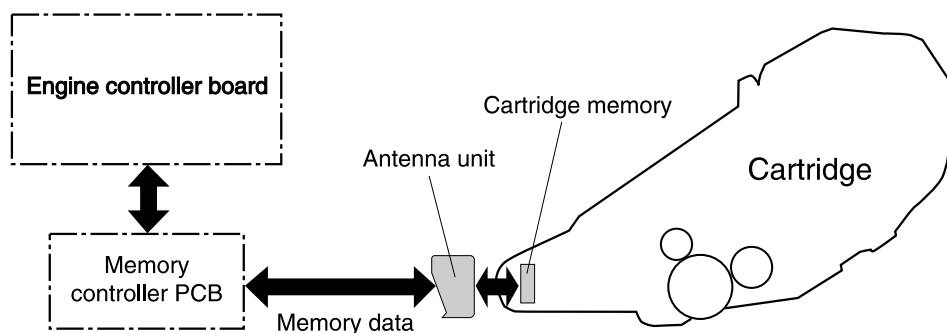 Engine controller board
Cartridge memory
Antenna unit
Cartridge
Memory
controller PCB
Memory data